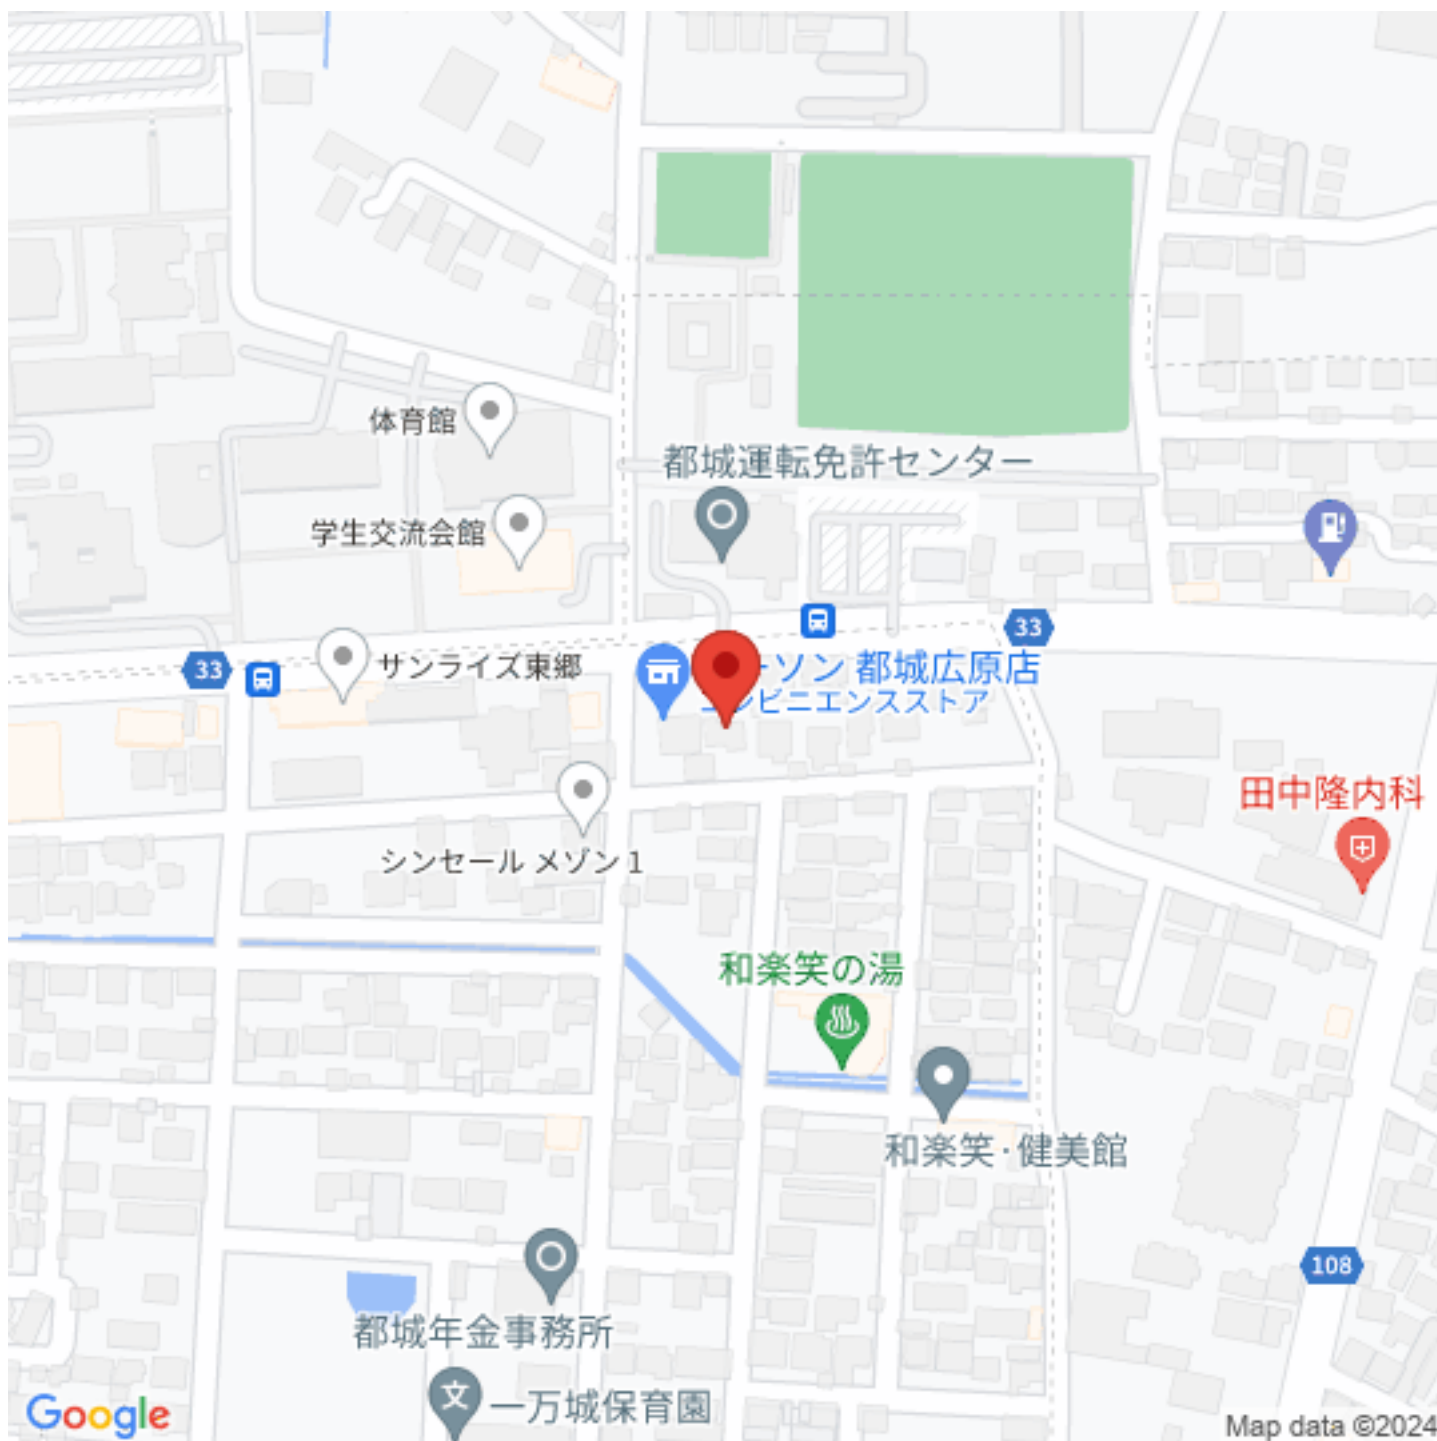 体育館
都城運転免許センター
学生交流会館
33
33
サンライズ東郷
ーソン 都城広原店
ンビニエンスストア
田中隆内科
シンセール メゾン 1
和楽笑の湯
和楽笑・健美館
108
都城年金事務所
文
一万城保育園
Google
Map data ©2024